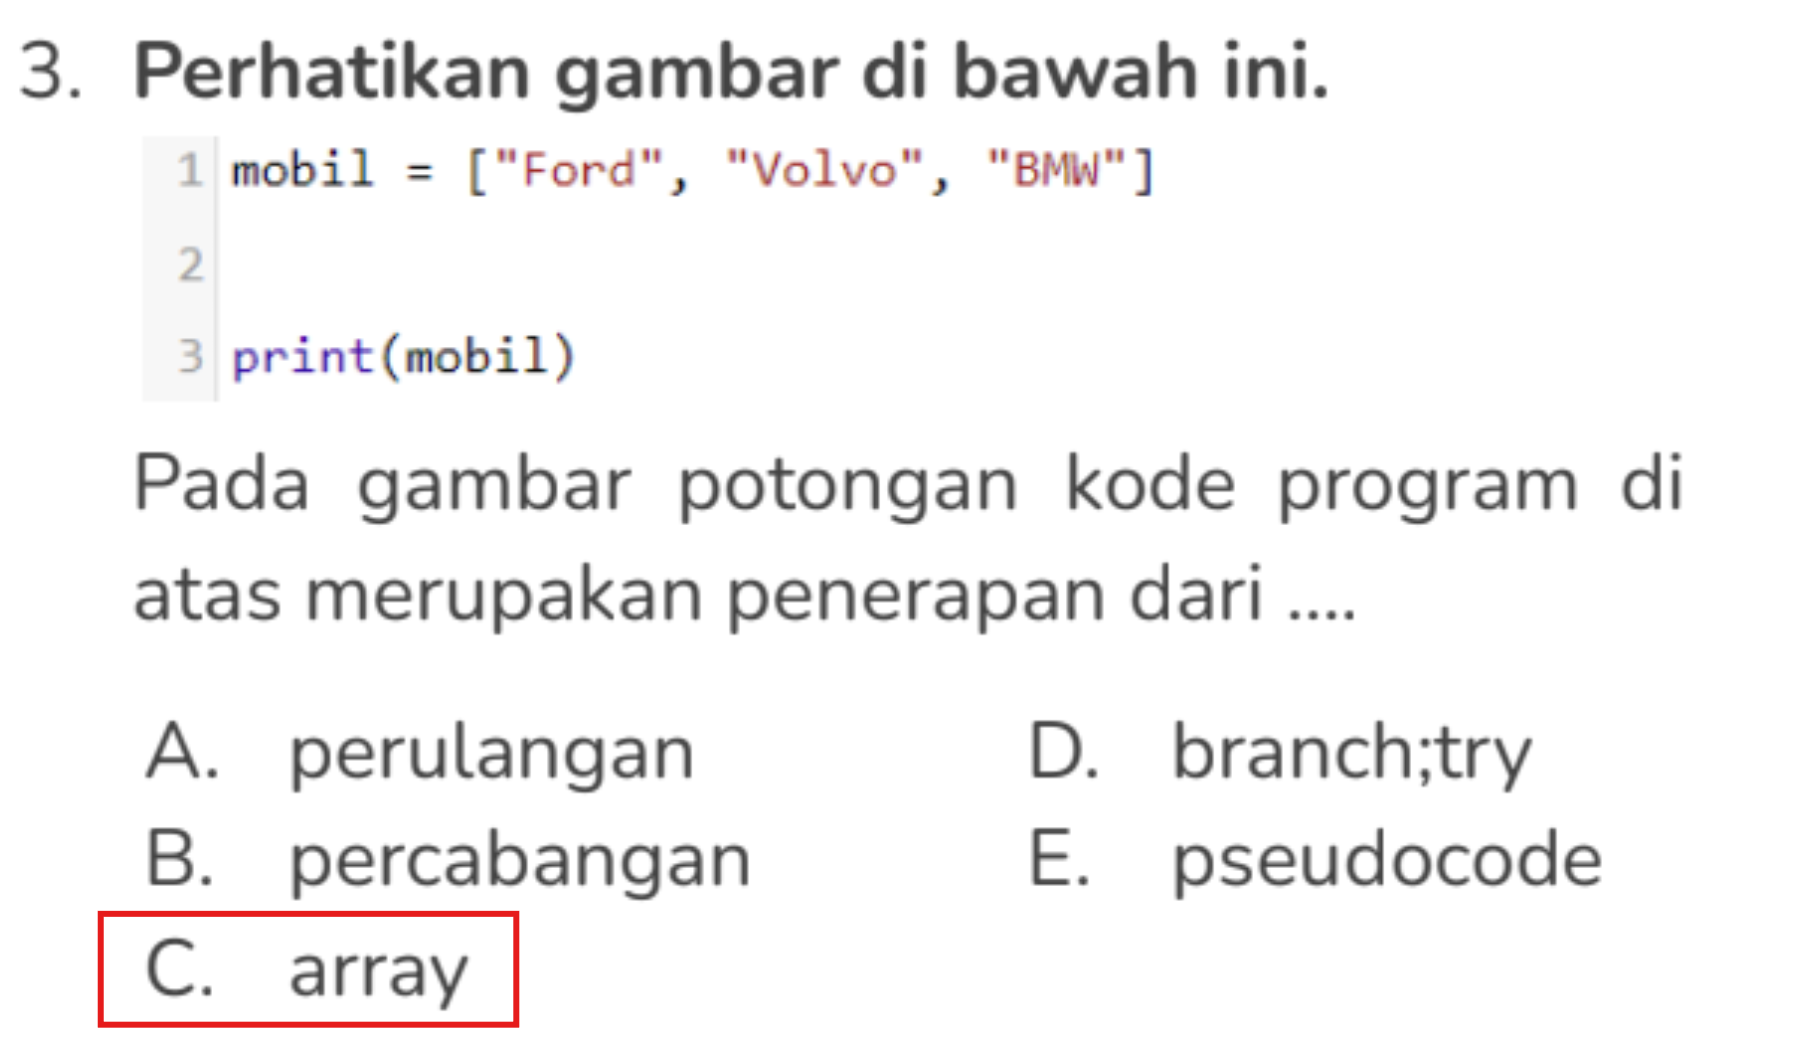 3. Perhatikan gambar di bawah ini.
1 mobil = ["Ford", "Volvo", "BMW"]
2
3 print(mobil)
Pada gambar potongan kode program di
atas merupakan penerapan dari ....
A. perulangan
B. percabangan
C. array
D. branch;try
E. pseudocode